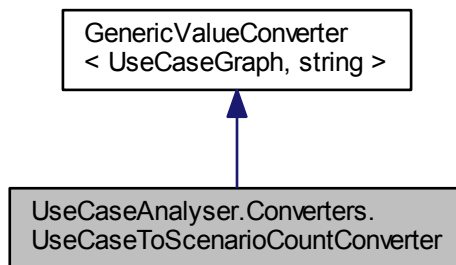 GenericValueConverter
< UseCaseGraph, string >
UseCaseAnalyser.Converters.
UseCaseToScenarioCountConverter